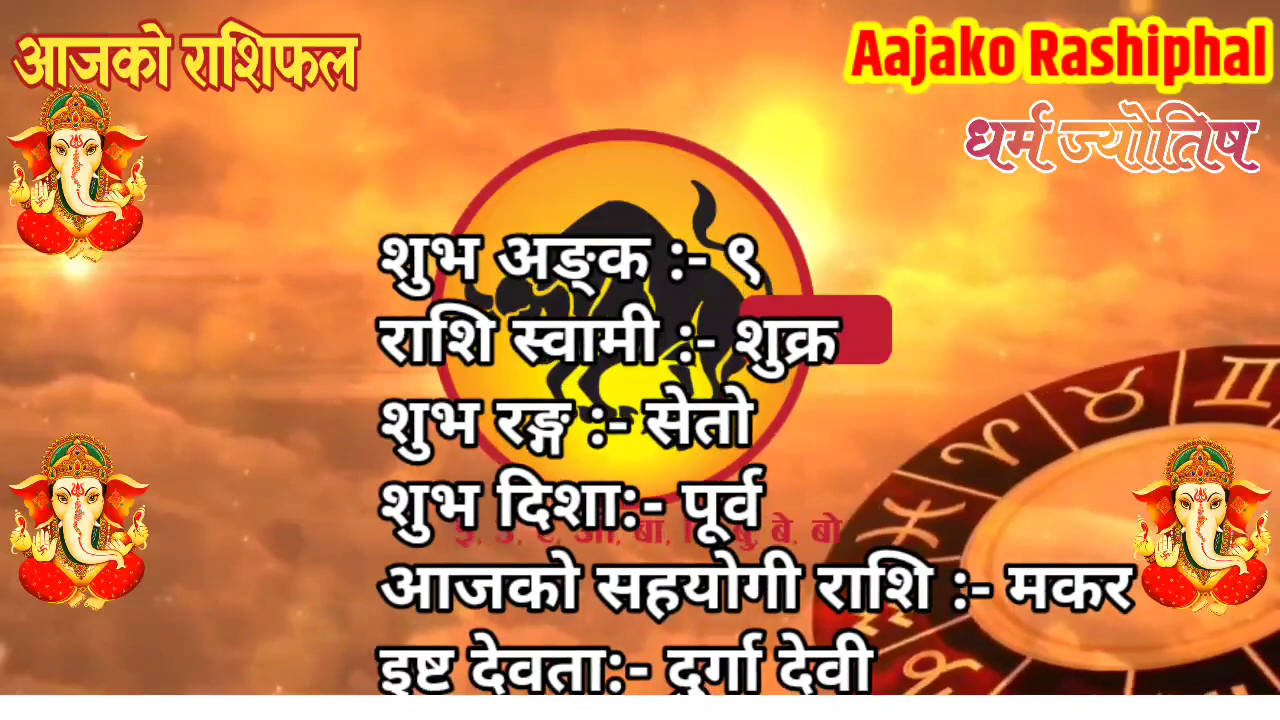 आजको राशिफल
Aajako Rashiphal
धर्म ज्योतिष
शुभ अङ्क :- ९
राशि स्वामी :- शुक्र
शुभ रङ्ग :- सेतो
शुभ दिशा:- पूर्व
बे. बो
आजको सहयोगी राशि :- मकर
इष्ट देवता:- दुर्गा देवी